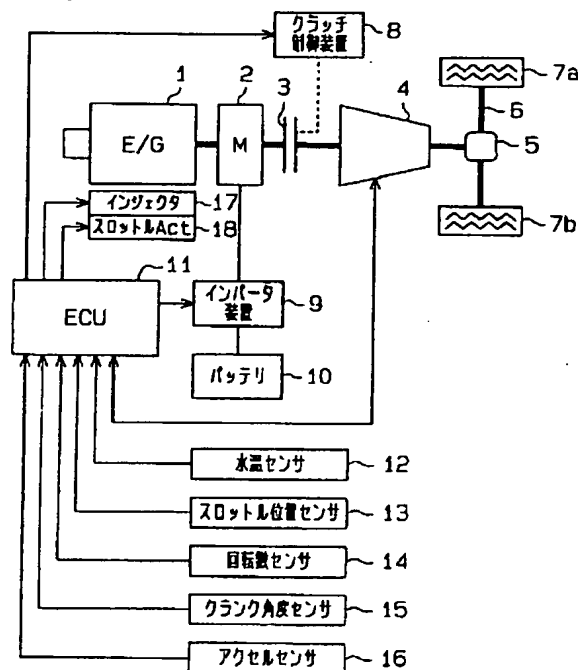 クラッチ
制御装置
8
1
2
3
4
7a
E/G
M
6
5
インジェクタ
17
スロットルAct
18
7b
11
ECU
インバータ
装置
9
バッテリ
10
水温センサ
12
スロットル位置センサ
13
回転数センサ
14
クランク角度センサ
15
アクセルセンサ
16